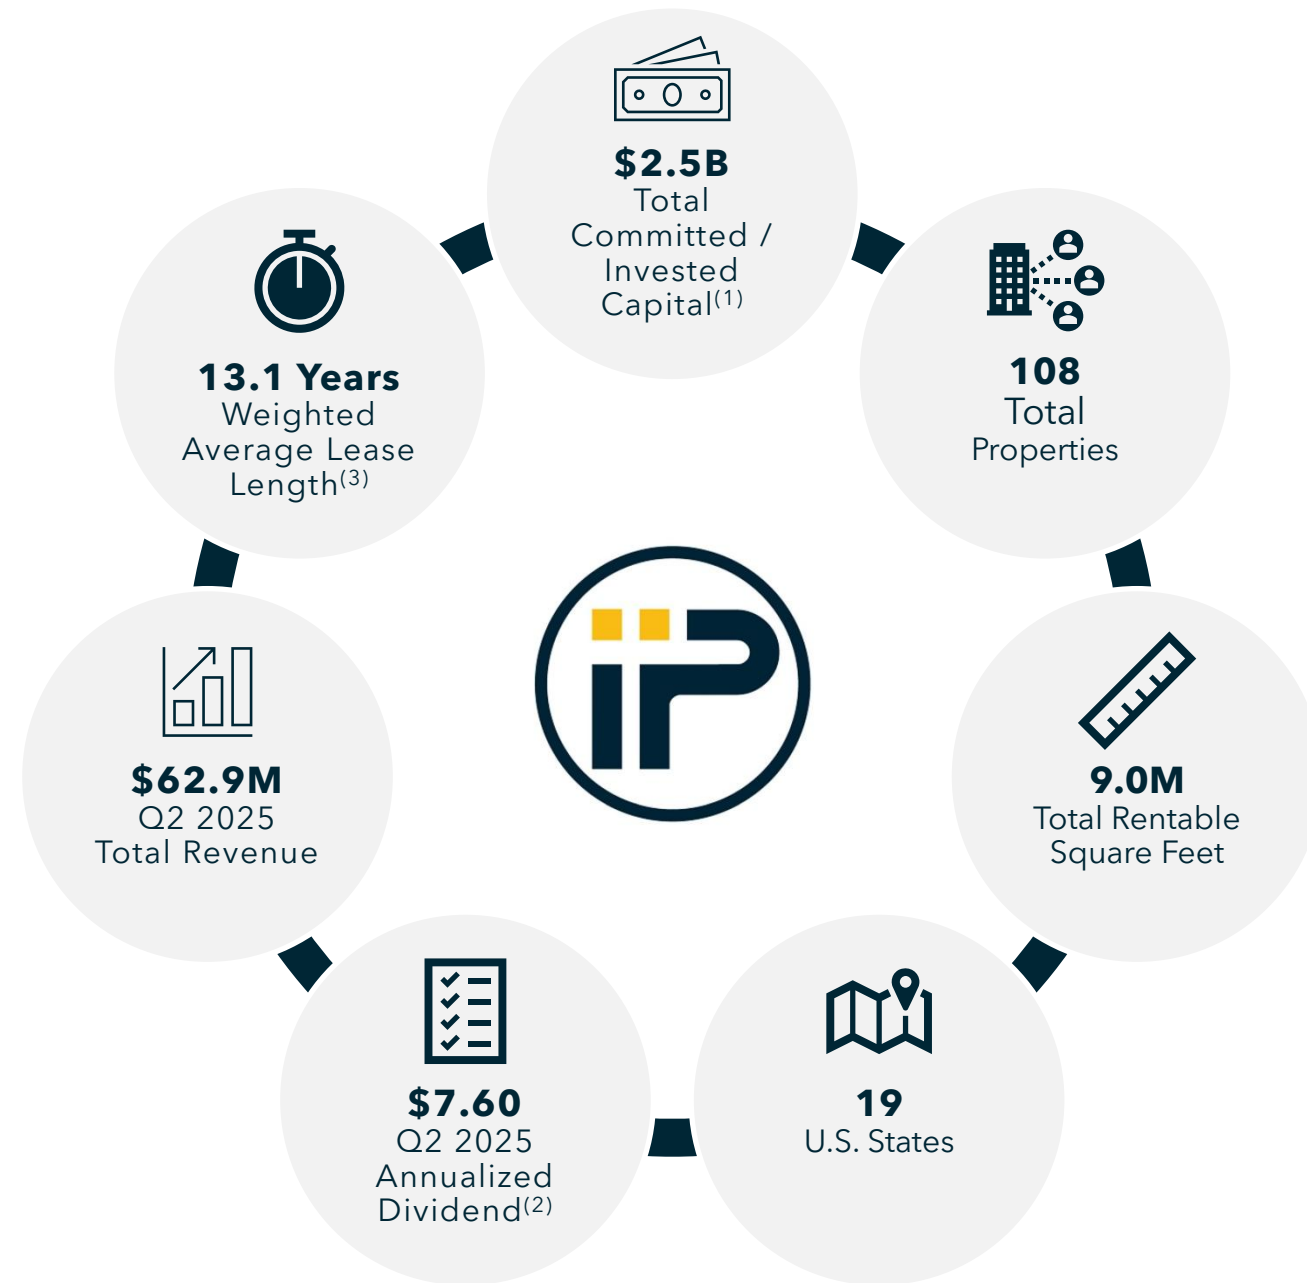 $2.5B
Total
Committed /
Invested
Capital(1)
108
Total
Properties
9.0M
Total Rentable
Square Feet
19
U.S. States
$7.60
Q2 2025
Annualized
Dividend(2)
$62.9M
Q2 2025
Total Revenue
13.1 Years
Weighted
Average Lease
Length(3)
iiP